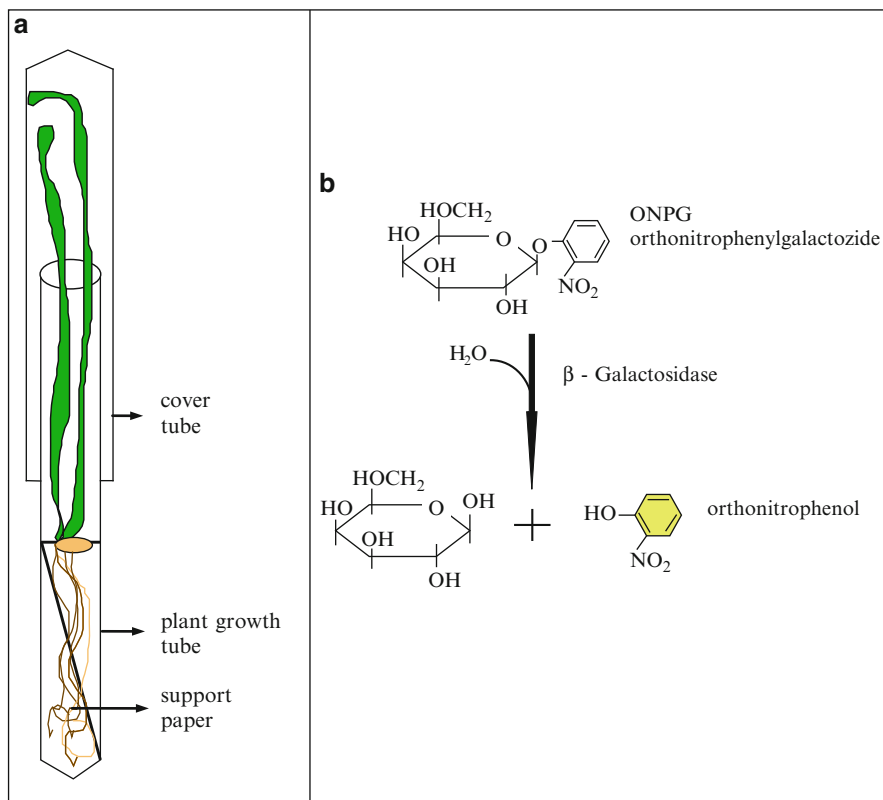 a
cover
tube
plant growth
tube
support
paper
b
HOCH₂
HO
O
O
OH
OH
NO₂
ONPG
orthonitrophenylgalactozide
H₂O
β - Galactosidase
HOCH₂
HO
O
OH
OH
OH
+
HO
NO₂
orthonitrophenol